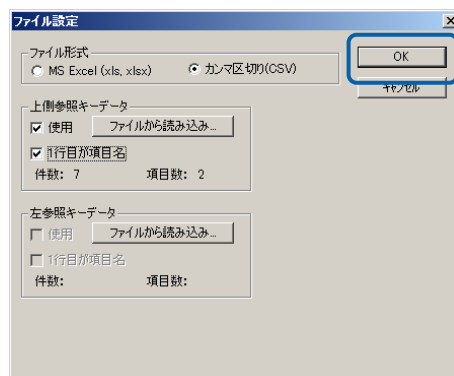 ファイル設定
ファイル形式
MS Excel (xls, xlsx)
カンマ区切り(CSV)
OK
キャンセル
上側参照キーデータ
使用
ファイルから読み込み...
1行目が項目名
件数: 7
項目数: 2
左参照キーデータ
使用
ファイルから読み込み...
1行目が項目名
件数:
項目数: